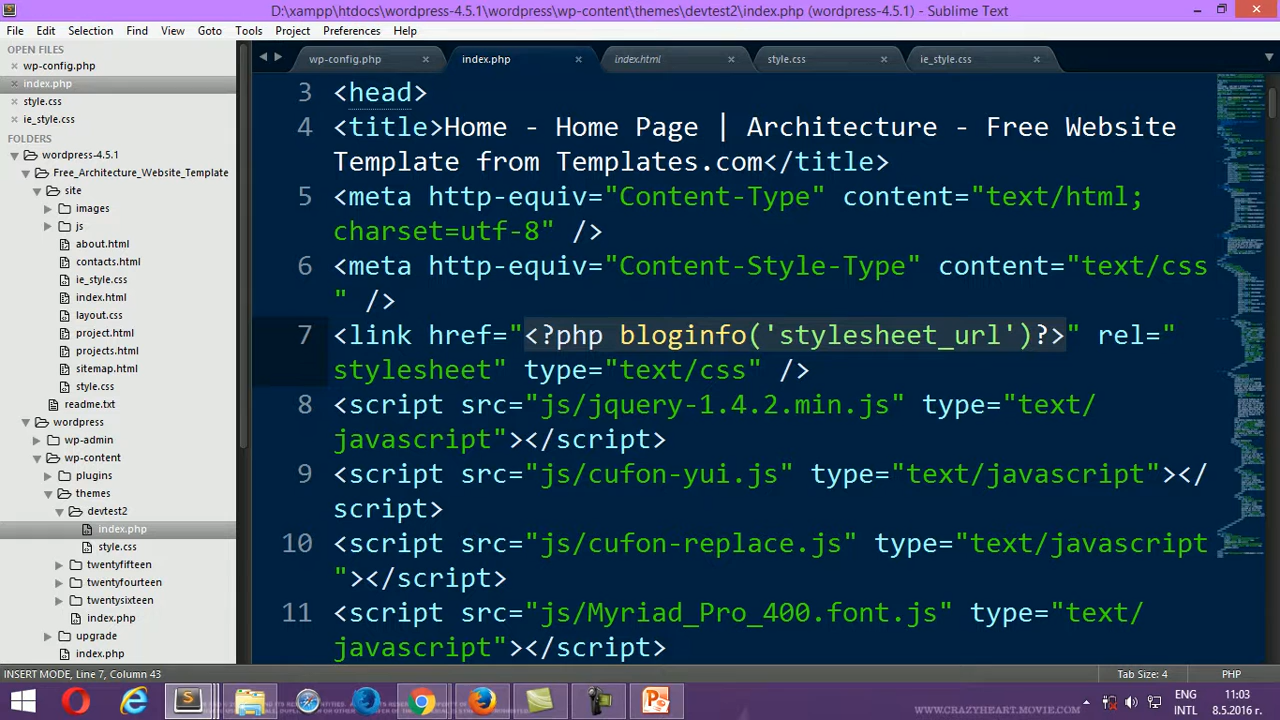 D:\xampp\htdocs\wordpress-4.5.1\wordpress\wp-content\themes\devtest2\index.php (wordpress-4.5.1) - Sublime Text
File Edit Selection Find View Goto Tools Project Preferences Help
OPEN FILES
wp-config.php
index.php
style.css
ie_style.css
FOLDERS
wordpress-4.5.1
Free_Architecture_Website_Template
site
images
js
about.html
contacts.html
ie_style.css
index.html
layout.css
project.html
projects.html
sitemap.html
style.css
readme.txt
wordpress
wp-admin
wp-content
plugins
themes
devtest2
index.php
style.css
twentyfifteen
twentyfourteen
twentysixteen
index.php
upgrade
index.php
wp-config.php × index.php × index.html × style.css × ie_style.css ×
3 <head>
4 <title>Home - Home Page | Architecture - Free Website
Template from Templates.com</title>
5 <meta http-equiv="Content-Type" content="text/html;
charset=utf-8" />
6 <meta http-equiv="Content-Style-Type" content="text/css
" />
7 <link href="<?php bloginfo('stylesheet_url')?>" rel="
stylesheet" type="text/css" />
8 <script src="js/jquery-1.4.2.min.js" type="text/
javascript"></script>
9 <script src="js/cufon-yui.js" type="text/javascript"></
script>
10 <script src="js/cufon-replace.js" type="text/javascript
"></script>
11 <script src="js/Myriad_Pro_400.font.js" type="text/
javascript"></script>
INSERT MODE, Line 7, Column 43
Tab Size: 4
PHP
WWW.CRAZYHEART.MOVIE.COM
ENG
INTL
11:03
8.5.2016 г.